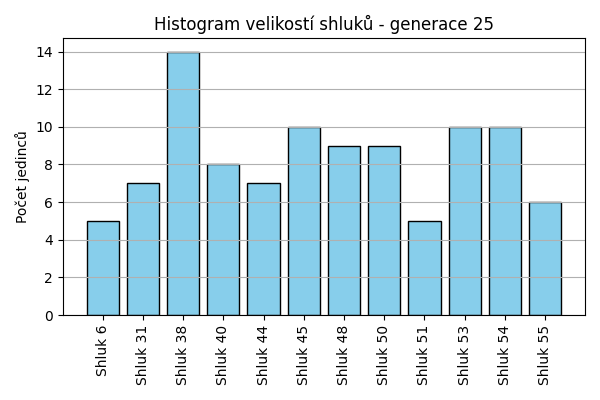 Histogram velikostí shluků - generace 25
Počet jedinců
14
12
10
8
6
4
2
0
Shluk 6
Shluk 31
Shluk 38
Shluk 40
Shluk 44
Shluk 45
Shluk 48
Shluk 50
Shluk 51
Shluk 53
Shluk 54
Shluk 55